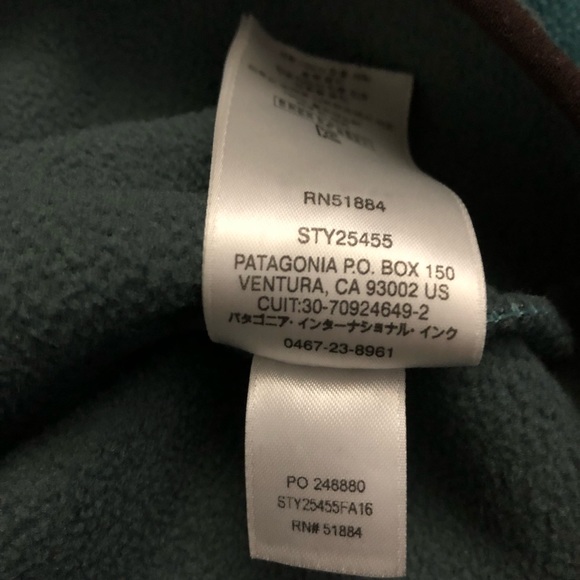 RN51884
STY25455
PATAGONIA P.O. BOX 150
VENTURA, CA 93002 US
CUIT:30-70924649-2
パタゴニア・インターナショナル・インク
0467-23-8961
PO 248880
STY25455FA16
RN# 51884